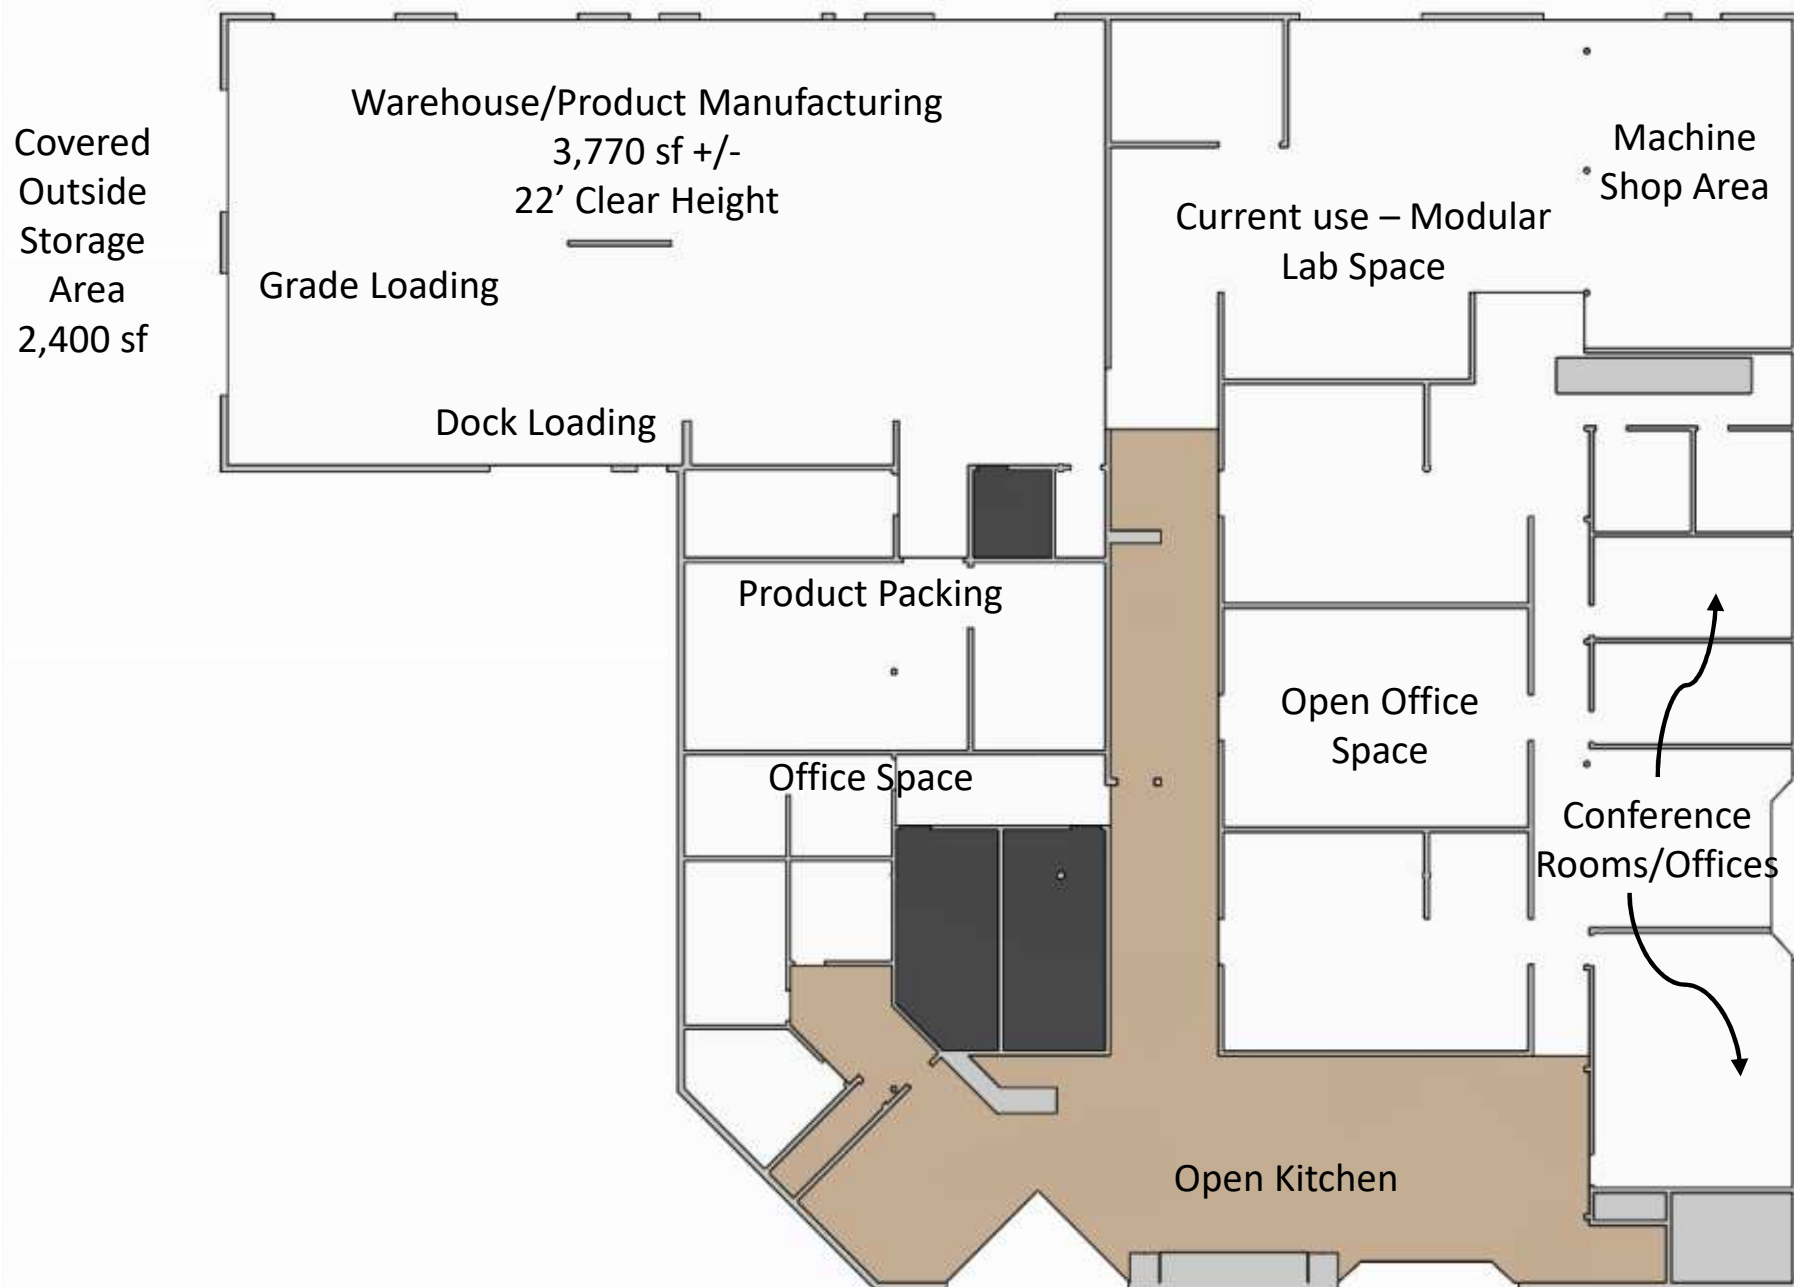 Warehouse/Product Manufacturing
3,770 sf +/-
22’ Clear Height
Covered
Outside
Storage
Area
2,400 sf
Grade Loading
Dock Loading
Machine
Shop Area
Current use – Modular
Lab Space
Product Packing
Office Space
Open Office
Space
Conference
Rooms/Offices
Open Kitchen